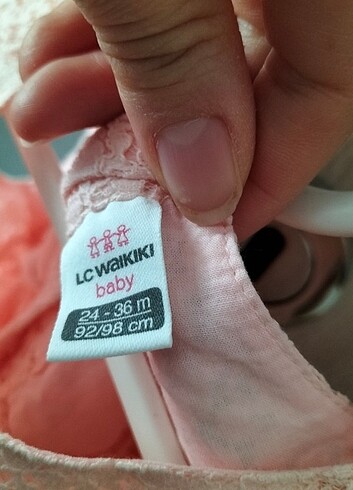 LC WAIKIKI
baby
24 - 36 m
92/98 cm